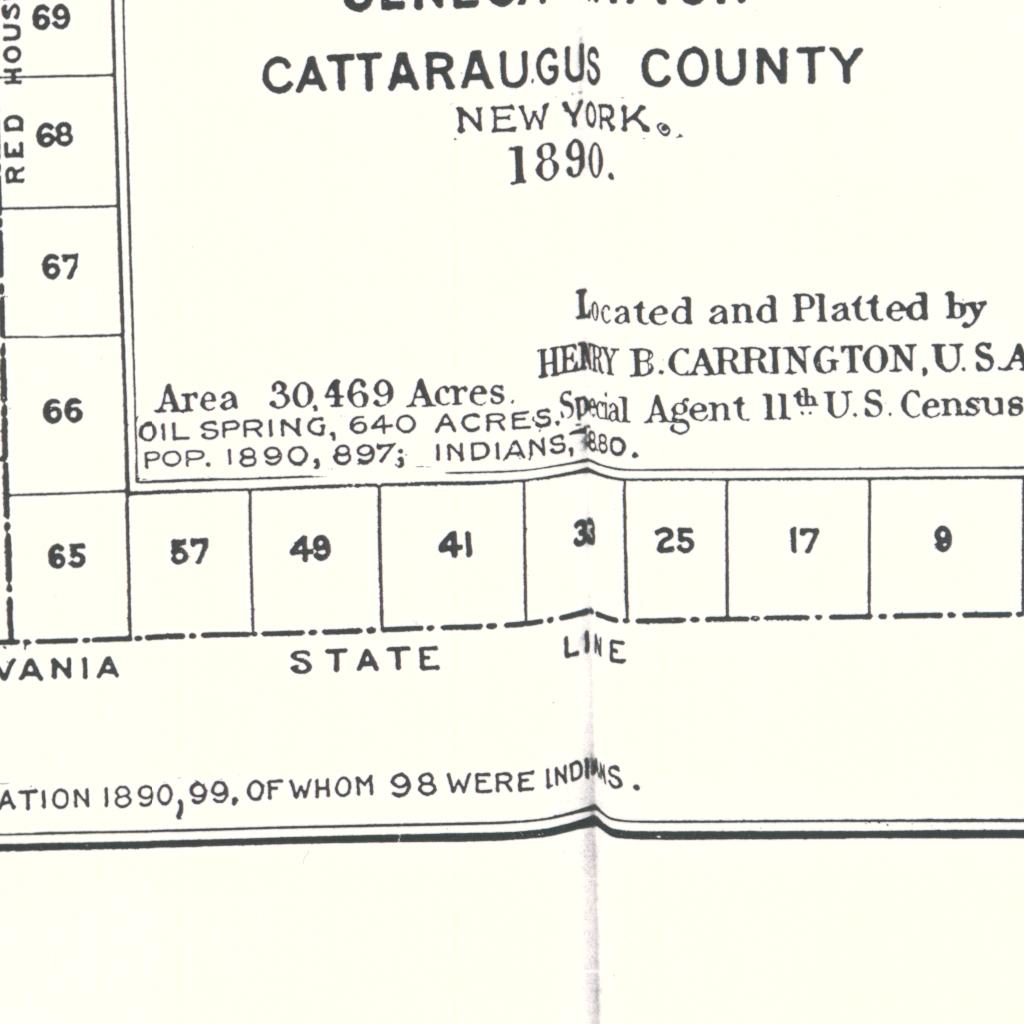 69
RED HOUS
68
67
66
65
CATTARAUGUS COUNTY
NEW YORK.
1890.
Located and Platted by
HENRY B. CARRINGTON, U.S.A
Special Agent 11th U.S. Census
Area 30,469 Acres.
OIL SPRING, 640 ACRES.
POP. 1890, 897; INDIANS, 880.
57 49 41 33 25 17 9
VANIA STATE LINE
ATION 1890, 99, OF WHOM 98 WERE INDIANS.